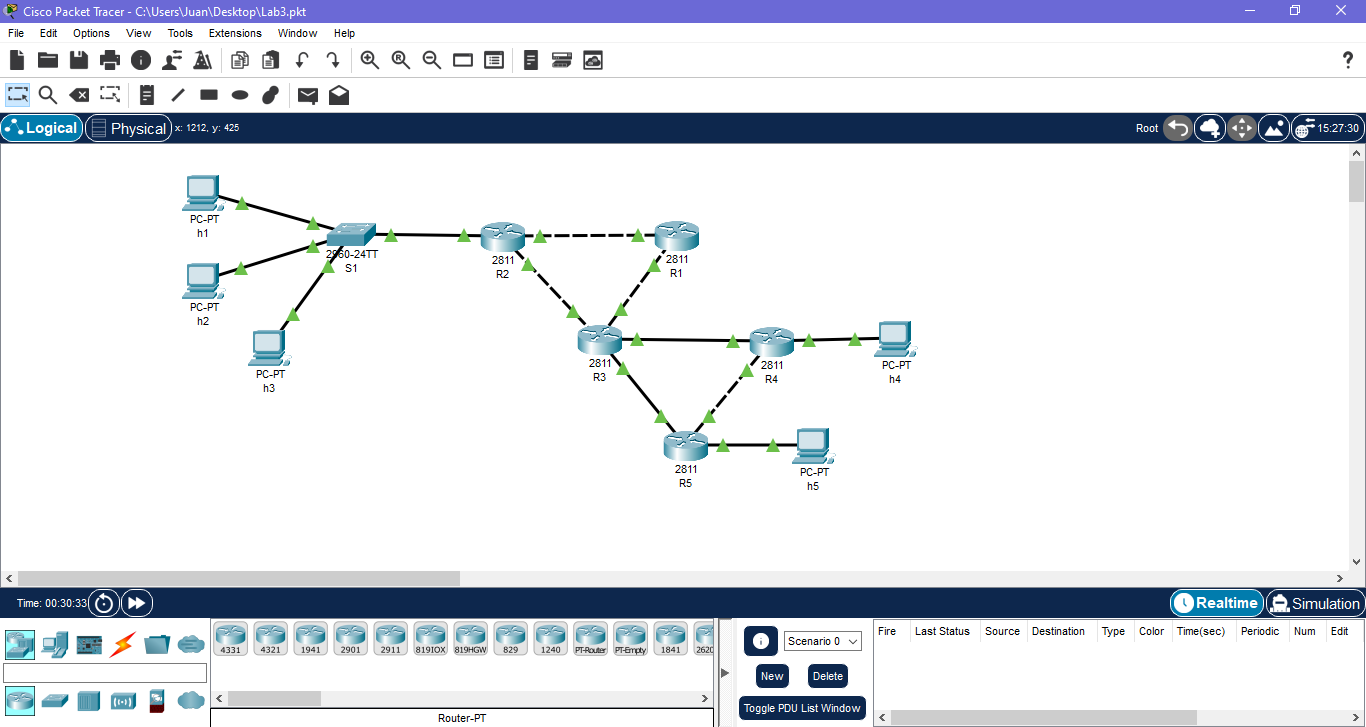 Cisco Packet Tracer - C:\Users\Juan\Desktop\Lab3.pkt
File Edit Options View Tools Extensions Window Help
?
Logical Physical x: 1212, y: 425 Root 15:27:30
PC-PT
h1
2960-24TT
S1
2811
R2
2811
R1
PC-PT
h2
PC-PT
h3
2811
R3
2811
R4
PC-PT
h4
2811
R5
PC-PT
h5
Time: 00:30:33 Realtime Simulation
4331 4321 1941 2901 2911 819IOX 819HGW 829 1240 PT-Router PT-Empty 1841 2620
Router-PT
Scenario 0
New Delete
Toggle PDU List Window
Fire Last Status Source Destination Type Color Time(sec) Periodic Num Edit